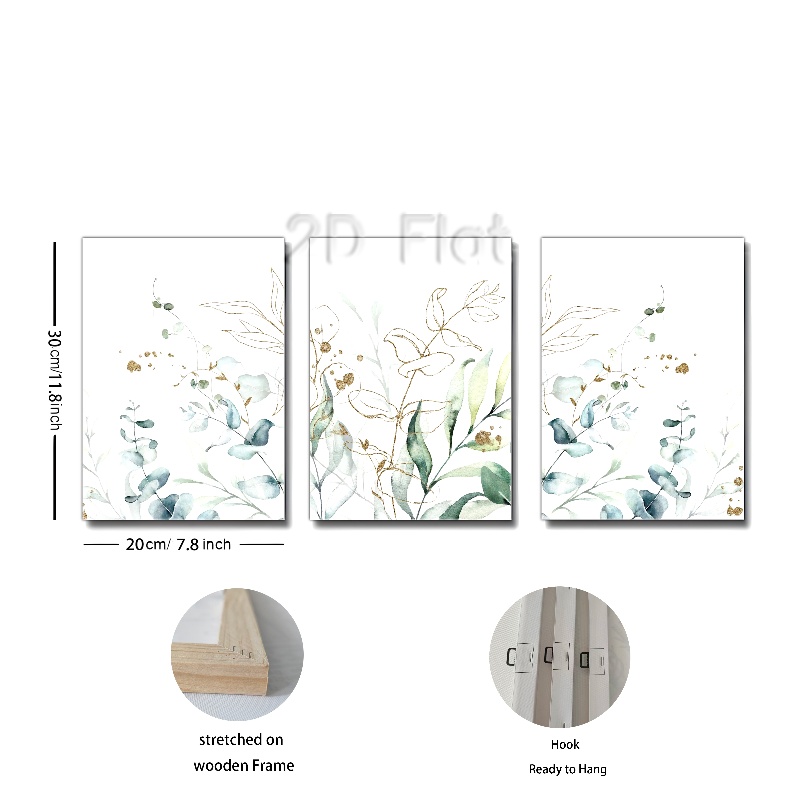 2D Flat
30cm/11.8inch
20cm/ 7.8 inch
stretched on
wooden Frame
Hook
Ready to Hang